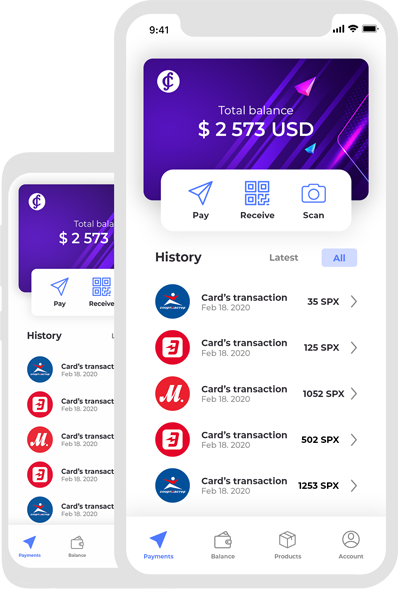 9:41
Total balance
$ 2 573 USD
Pay
Receive
Scan
History
Latest
All
Card's transaction
Feb 18. 2020
35 SPX
Card's transaction
Feb 18. 2020
125 SPX
M.
Card's transaction
Feb 18. 2020
1052 SPX
Card's transaction
Feb 18. 2020
502 SPX
Card's transaction
Feb 18. 2020
1253 SPX
Payments
Balance
Products
Account
Total bala
$ 2 573
Pay
Receive
History
L
Card's transact
Feb 18. 2020
Card's transact
Feb 18. 2020
M.
Card's transact
Feb 18. 2020
Card's transact
Feb 18. 2020
Card's transact
Feb 18. 2020
Payments
Balance